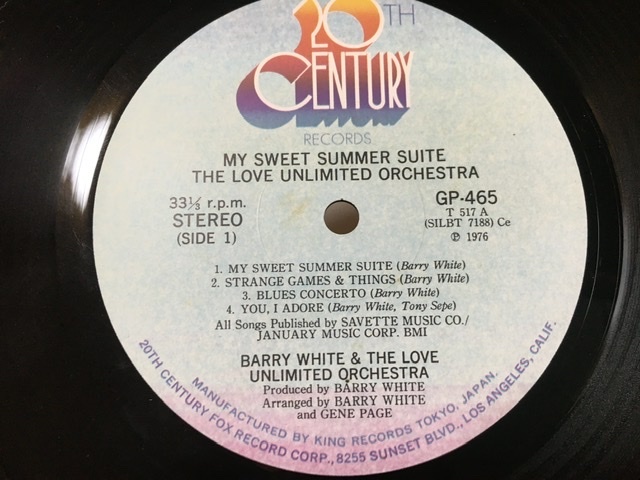 20TH
CENTURY
RECORDS
MY SWEET SUMMER SUITE
THE LOVE UNLIMITED ORCHESTRA
33⅓ r.p.m.
STEREO
(SIDE 1)
GP-465
T 517 A
(SILBT 7188) Ce
℗ 1976
1. MY SWEET SUMMER SUITE (Barry White)
2. STRANGE GAMES & THINGS (Barry White)
3. BLUES CONCERTO (Barry White)
4. YOU, I ADORE (Barry White, Tony Sepe)
All Songs Published by SAVETTE MUSIC CO./
JANUARY MUSIC CORP. BMI
BARRY WHITE & THE LOVE
UNLIMITED ORCHESTRA
Produced by BARRY WHITE
Arranged by BARRY WHITE
and GENE PAGE
MANUFACTURED BY KING RECORDS TOKYO, JAPAN.
20TH CENTURY FOX RECORD CORP., 8255 SUNSET BLVD., LOS ANGELES, CALIF.